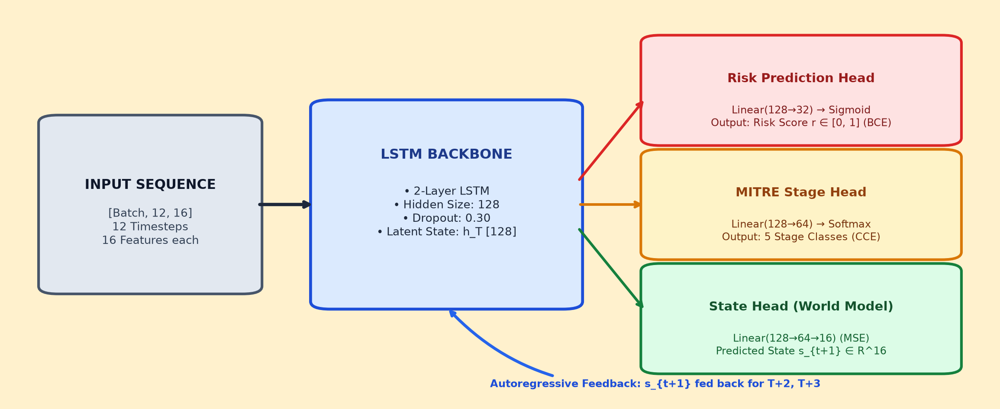 INPUT SEQUENCE
[Batch, 12, 16]
12 Timesteps
16 Features each
LSTM BACKBONE
• 2-Layer LSTM
• Hidden Size: 128
• Dropout: 0.30
• Latent State: h_T [128]
Risk Prediction Head
Linear(128→32) → Sigmoid
Output: Risk Score r ∈ [0, 1] (BCE)
MITRE Stage Head
Linear(128→64) → Softmax
Output: 5 Stage Classes (CCE)
State Head (World Model)
Linear(128→64→16) (MSE)
Predicted State s_{t+1} ∈ R^16
Autoregressive Feedback: s_{t+1} fed back for T+2, T+3